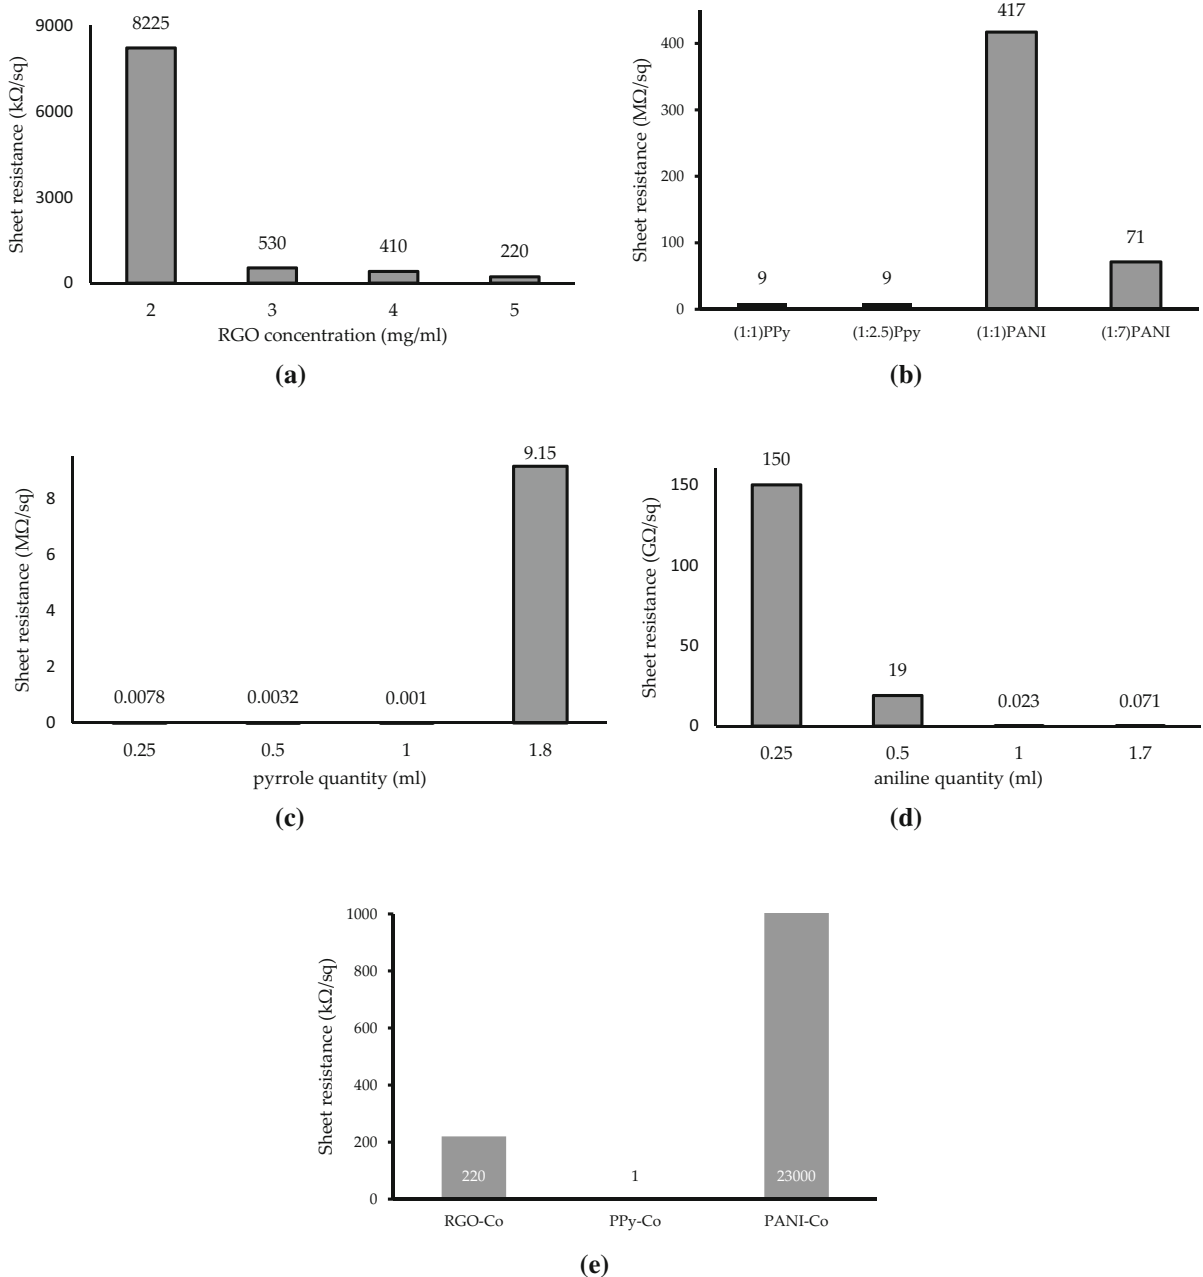 8225
9000
6000
3000
0
Sheet resistance (kΩ/sq)
530
410
220
2
3
4
5
RGO concentration (mg/ml)
(a)
417
400
300
200
100
0
Sheet resistance (MΩ/sq)
9
9
71
(1:1)PPy
(1:2.5)Ppy
(1:1)PANI
(1:7)PANI
(b)
9.15
8
6
4
2
0
Sheet resistance (MΩ/sq)
0.0078
0.0032
0.001
0.25
0.5
1
1.8
pyrrole quantity (ml)
(c)
150
150
100
50
0
Sheet resistance (GΩ/sq)
19
0.023
0.071
0.25
0.5
1
1.7
aniline quantity (ml)
(d)
1000
800
600
400
200
0
Sheet resistance (kΩ/sq)
220
1
23000
RGO-Co
PPy-Co
PANI-Co
(e)